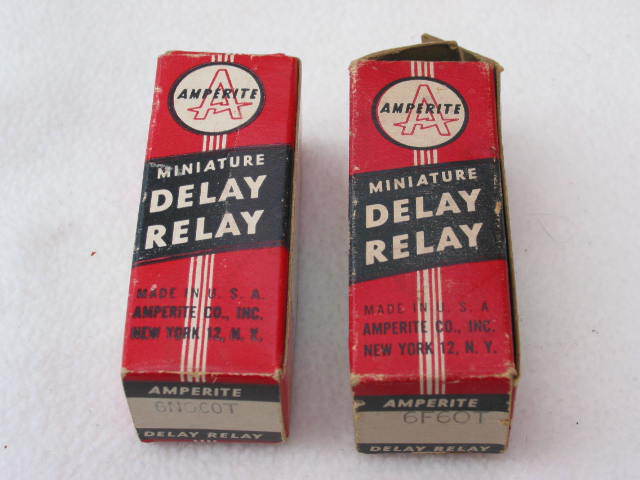 AMPERITE
MINIATURE
DELAY
RELAY
MADE IN U. S. A.
AMPERITE CO., INC.
NEW YORK 12, N. Y.
AMPERITE
DELAY RELAY
AMPERITE
MINIATURE
DELAY
RELAY
MADE IN U. S. A
AMPERITE CO., INC.
NEW YORK 12, N. Y.
AMPERITE
6F60T
DELAY RELAY